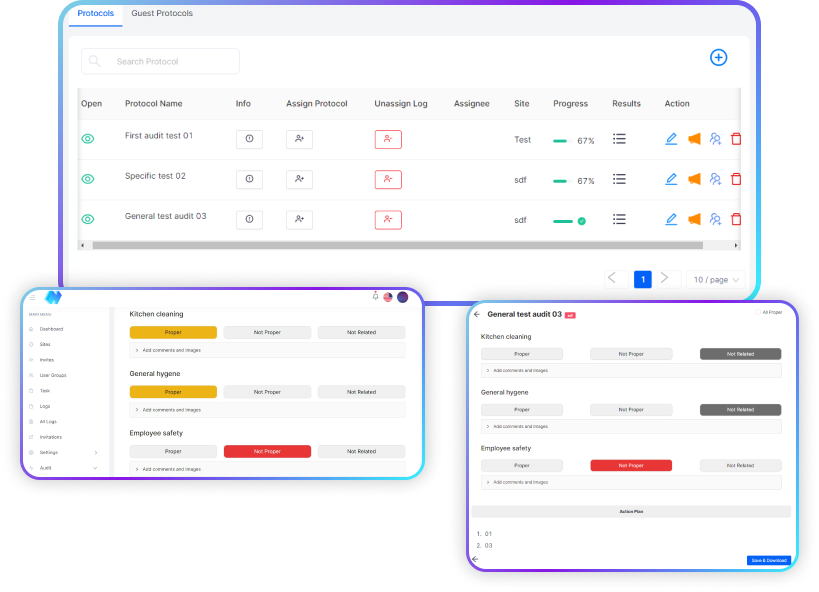 Protocols Guest Protocols
Search Protocol
Open Protocol Name Info Assign Protocol Unassign Log Assignee Site Progress Results Action
First audit test 01 Test 67%
Specific test 02 sdf 67%
General test audit 03 sdf
1 10 / page
MAIN MENU
Dashboard
Sites
Invites
User Groups
Task
Logs
All Logs
Invitations
Settings
Audit
Kitchen cleaning
Proper Not Proper Not Related
Add comments and images
General hygene
Proper Not Proper Not Related
Add comments and images
Employee safety
Proper Not Proper Not Related
Add comments and images
General test audit 03 sdf
All Proper
Kitchen cleaning
Proper Not Proper Not Related
Add comments and images
General hygene
Proper Not Proper Not Related
Add comments and images
Employee safety
Proper Not Proper Not Related
Add comments and images
Action Plan
1. 01
2. 03
Save & Download